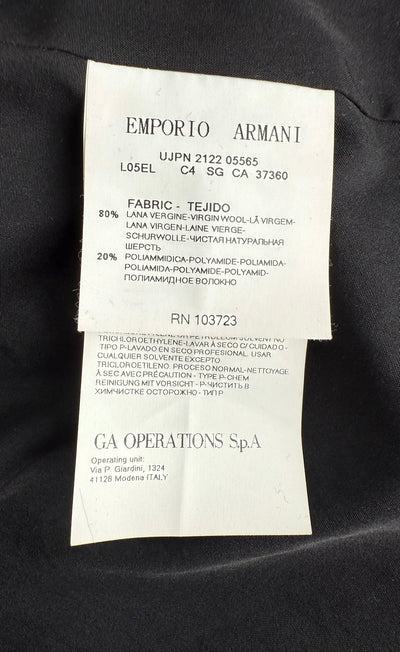 EMPORIO ARMANI
UJPN 2122 05565
L05EL C4 SG CA 37360
FABRIC - TEJIDO
80% LANA VERGINE-VIRGIN WOOL-LÃ VIRGEM-
LANA VIRGEN-LAINE VIERGE-
SCHURWOLLE-ЧИСТАЯ НАТУРАЛЬНАЯ
ШЕРСТЬ
20% POLIAMMIDICA-POLYAMIDE-POLIAMIDA-
POLIAMIDA-POLYAMIDE-POLYAMID-
ПОЛИАМИДНОЕ ВОЛОКНО
RN 103723
PETROLEUM SOLVENT NO
TRICHLOROETHYLENE-LAVAR À SECO C/ CUIDADO -
TIPO P-LAVADO EN SECO PROFESIONAL. USAR
CUALQUIER SOLVENTE EXCEPTO
TRICLOROETILENO. PROCESO NORMAL-NETTOYAGE
À SEC AVEC PRÉCAUTION - TYPE P-CHEM
REINIGUNG MIT VORSICHT - P-ЧИСТИТЬ В
ХИМЧИСТКЕ ОСТОРОЖНО - ТИП P
GA OPERATIONS S.p.A
Operating unit:
Via P. Giardini, 1324
41126 Modena ITALY